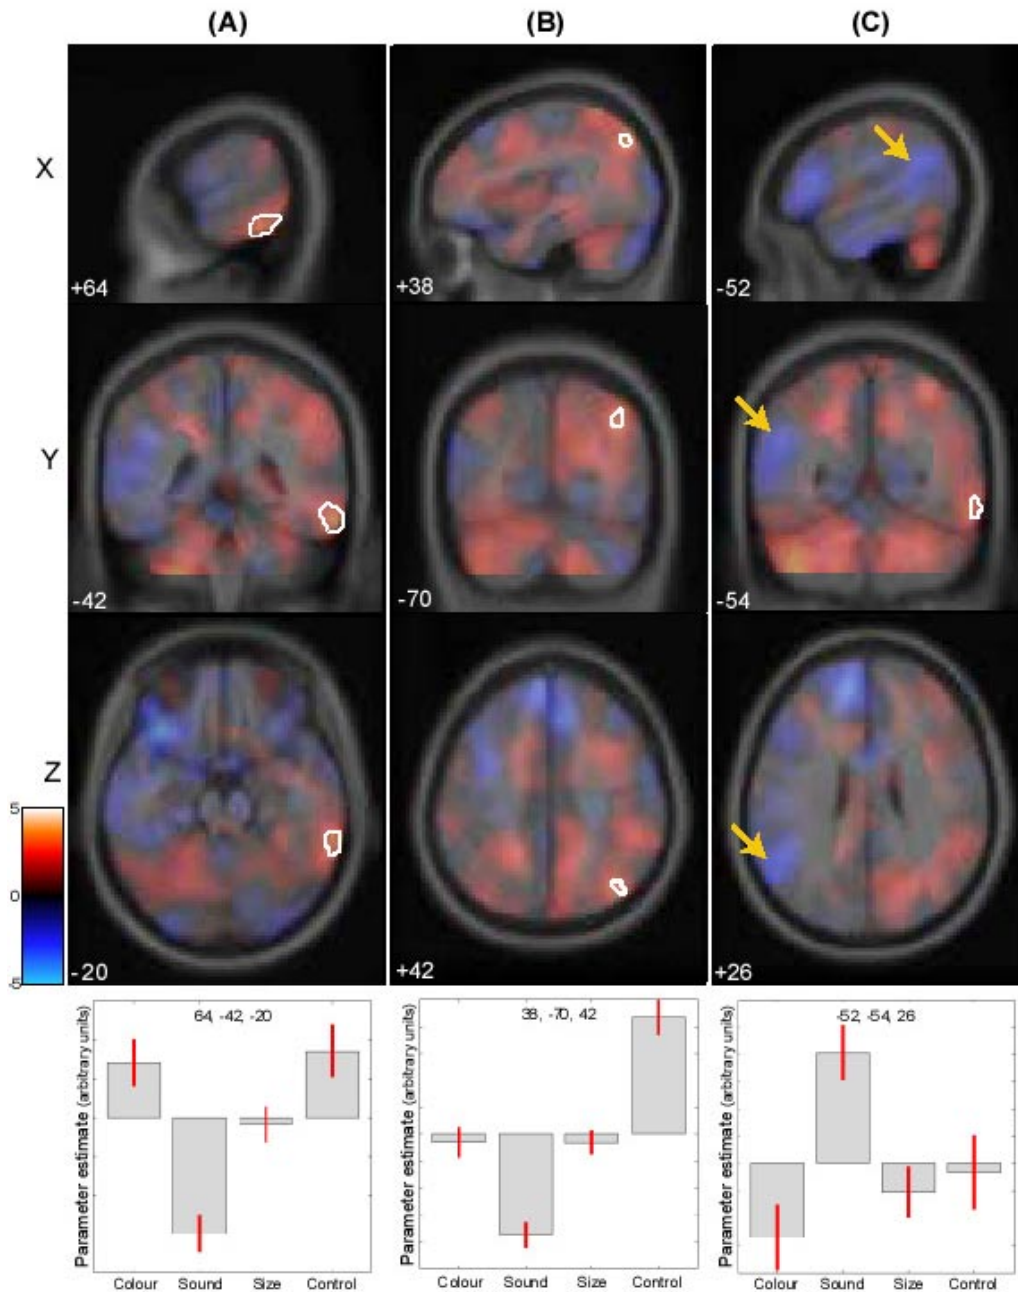 (A) (B) (C)
X
+64 +38 -52
Y
-42 -70 -54
Z
5
0
-5
-20 +42 +26
Parameter estimate (arbitrary units)
64, -42, -20
Colour Sound Size Control
Parameter estimate (arbitrary units)
38, -70, 42
Colour Sound Size Control
Parameter estimate (arbitrary units)
-52, -54, 26
Colour Sound Size Control